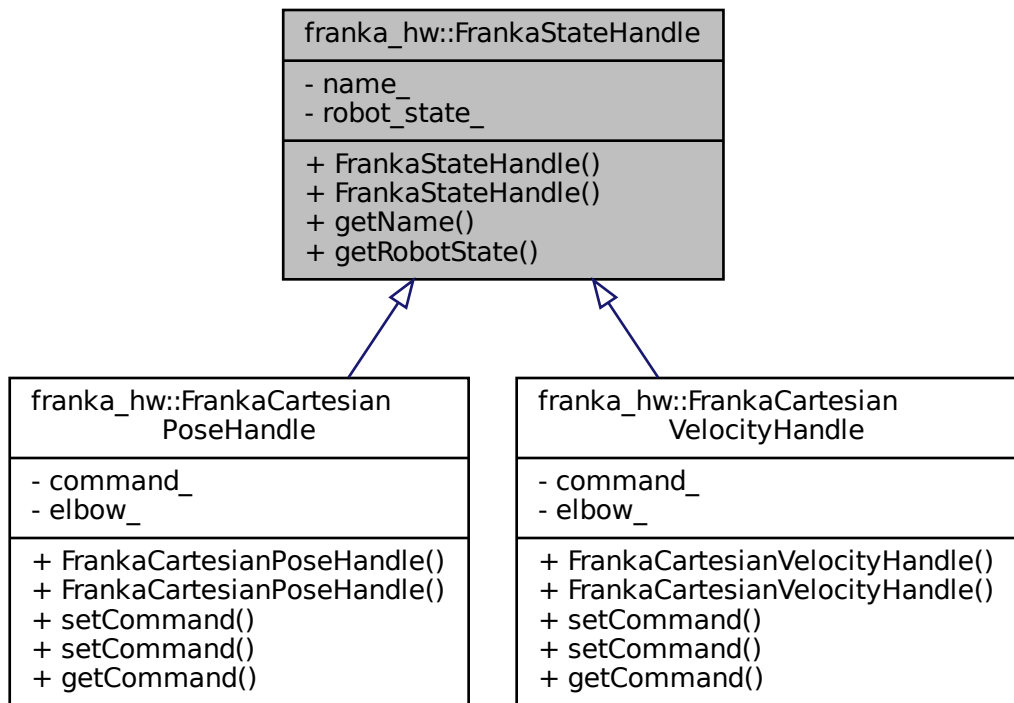 franka_hw::FrankaStateHandle
- name_
- robot_state_
+ FrankaStateHandle()
+ FrankaStateHandle()
+ getName()
+ getRobotState()
franka_hw::FrankaCartesian
PoseHandle
- command_
- elbow_
+ FrankaCartesianPoseHandle()
+ FrankaCartesianPoseHandle()
+ setCommand()
+ setCommand()
+ getCommand()
franka_hw::FrankaCartesian
VelocityHandle
- command_
- elbow_
+ FrankaCartesianVelocityHandle()
+ FrankaCartesianVelocityHandle()
+ setCommand()
+ setCommand()
+ getCommand()